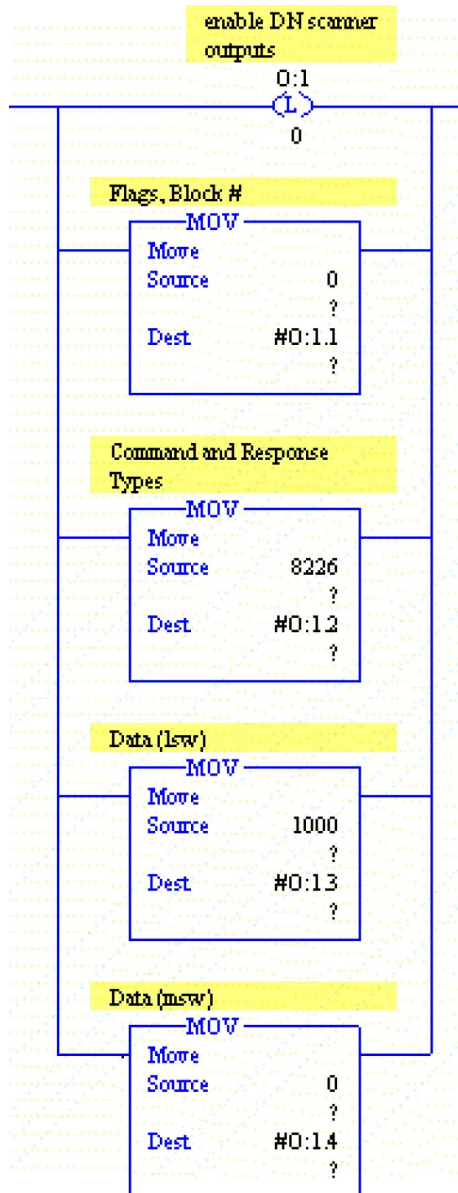 enable DN scanner
outputs
O:1
L
0
Flags, Block #
MOV
Move
Source 0
?
Dest #O:1.1
?
Command and Response
Types
MOV
Move
Source 8226
?
Dest #O:1.2
?
Data (lsw)
MOV
Move
Source 1000
?
Dest #O:1.3
?
Data (msw)
MOV
Move
Source 0
?
Dest #O:1.4
?